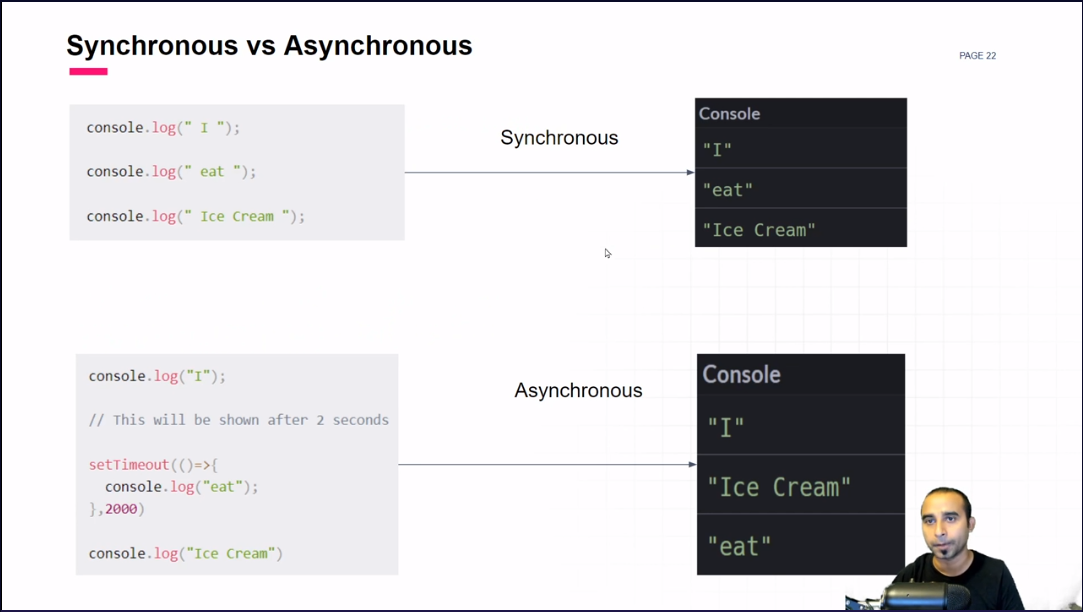 Synchronous vs Asynchronous
PAGE 22
console.log(" I ");
console.log(" eat ");
console.log(" Ice Cream ");
Synchronous
Console
"I"
"eat"
"Ice Cream"
console.log("I");
// This will be shown after 2 seconds
setTimeout(()=>{
console.log("eat");
},2000)
console.log("Ice Cream")
Asynchronous
Console
"I"
"Ice Cream"
"eat"